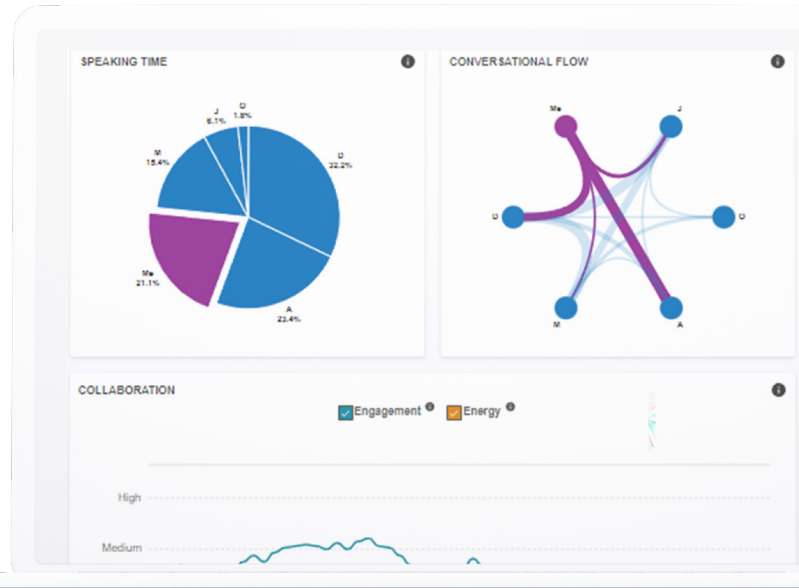 SPEAKING TIME
J
6.1%
O
1.8%
D
32.2%
M
15.4%
Me
21.1%
A
23.4%
CONVERSATIONAL FLOW
Me
J
D
O
M
A
COLLABORATION
Engagement
Energy
High
Medium